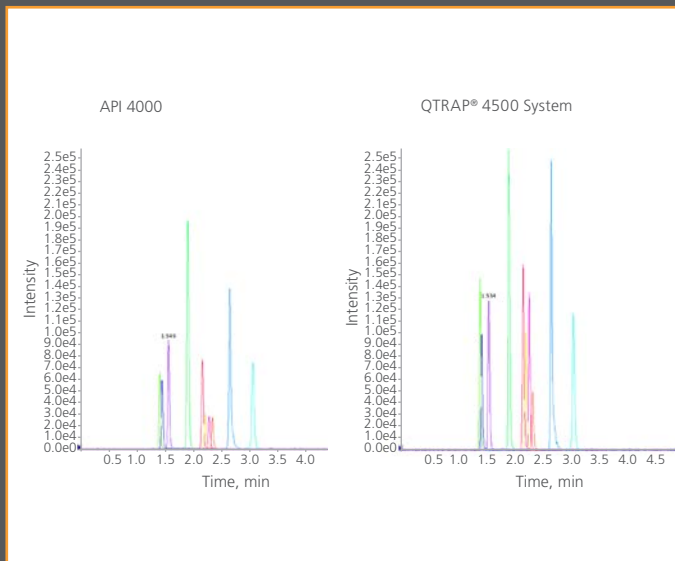 API 4000
2.5e5
2.4e5
2.3e5
2.2e5
2.1e5
2.0e5
1.9e5
1.8e5
1.7e5
1.6e5
1.5e5
1.4e5
1.3e5
1.2e5
1.1e5
1.0e5
9.0e4
8.0e4
7.0e4
6.0e4
5.0e4
4.0e4
3.0e4
2.0e4
1.0e4
0.0e0
Intensity
0.5 1.0 1.5 2.0 2.5 3.0 3.5 4.0
Time, min
QTRAP® 4500 System
2.5e5
2.4e5
2.3e5
2.2e5
2.1e5
2.0e5
1.9e5
1.8e5
1.7e5
1.6e5
1.5e5
1.4e5
1.3e5
1.2e5
1.1e5
1.0e5
9.0e4
8.0e4
7.0e4
6.0e4
5.0e4
4.0e4
3.0e4
2.0e4
1.0e4
0.0e0
Intensity
1.534
0.5 1.0 1.5 2.0 2.5 3.0 3.5 4.0 4.5
Time, min